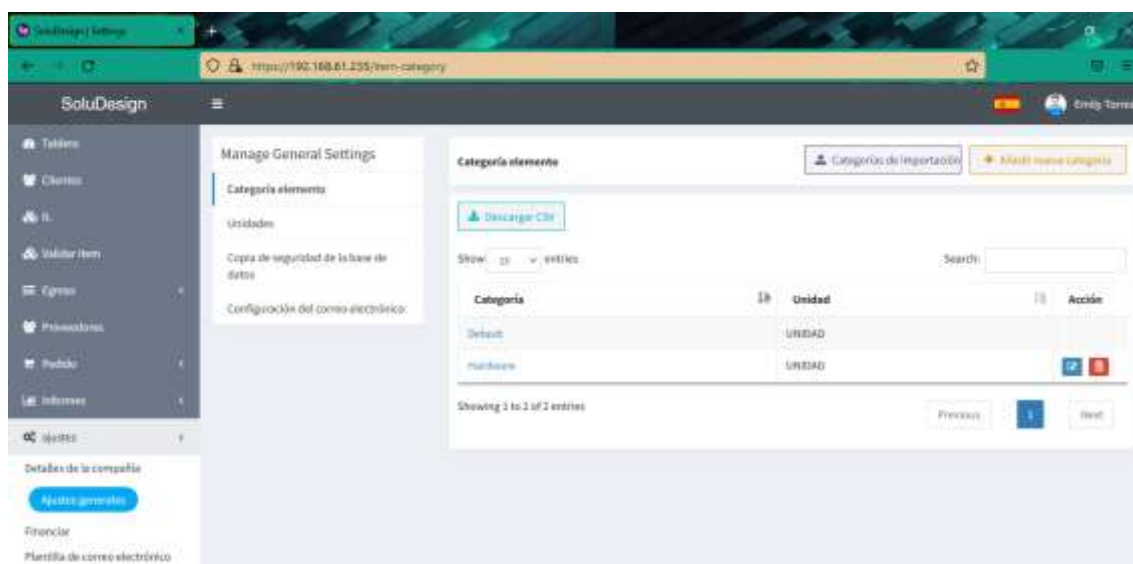 SoluDesign | Settings
https://192.168.61.235/item-category
SoluDesign
Emily Torres
Tablero
Clientes
Validar Item
Egreso
Proveedores
Pedido
Informes
ajustes
Detalles de la compañía
Ajustes generales
Financiar
Plantilla de correo electrónico
Manage General Settings
Categoría elemento
Unidades
Copia de seguridad de la base de
datos
Configuración del correo electrónico
Categoría elemento
Categorías de importación
Añadir nueva categoría
Descargar CSV
Show entries
Search:
Categoría Unidad Acción
Default UNIDAD
Hardware UNIDAD
Showing 1 to 2 of 2 entries
Previous 1 Next